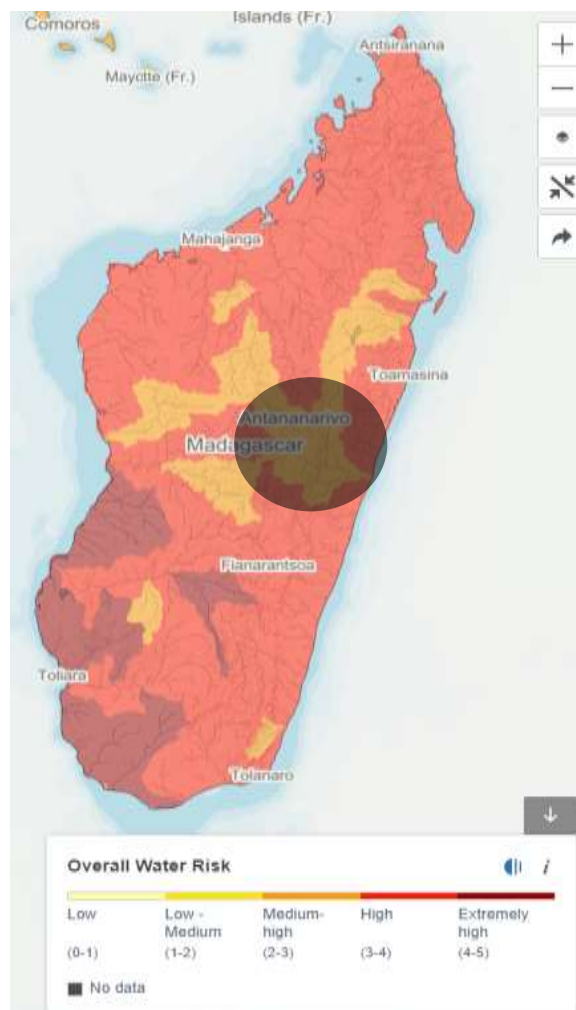 Islands (Fr.)
Comoros
Antsiranana
Mayotte (Fr.)
Mahajanga
Toamasina
Antananarivo
Madagascar
Fianarantsoa
Toliara
Tolanaro
Overall Water Risk
i
Low
Low -
Medium
Medium-
high
High
Extremely
high
(0-1)
(1-2)
(2-3)
(3-4)
(4-5)
No data